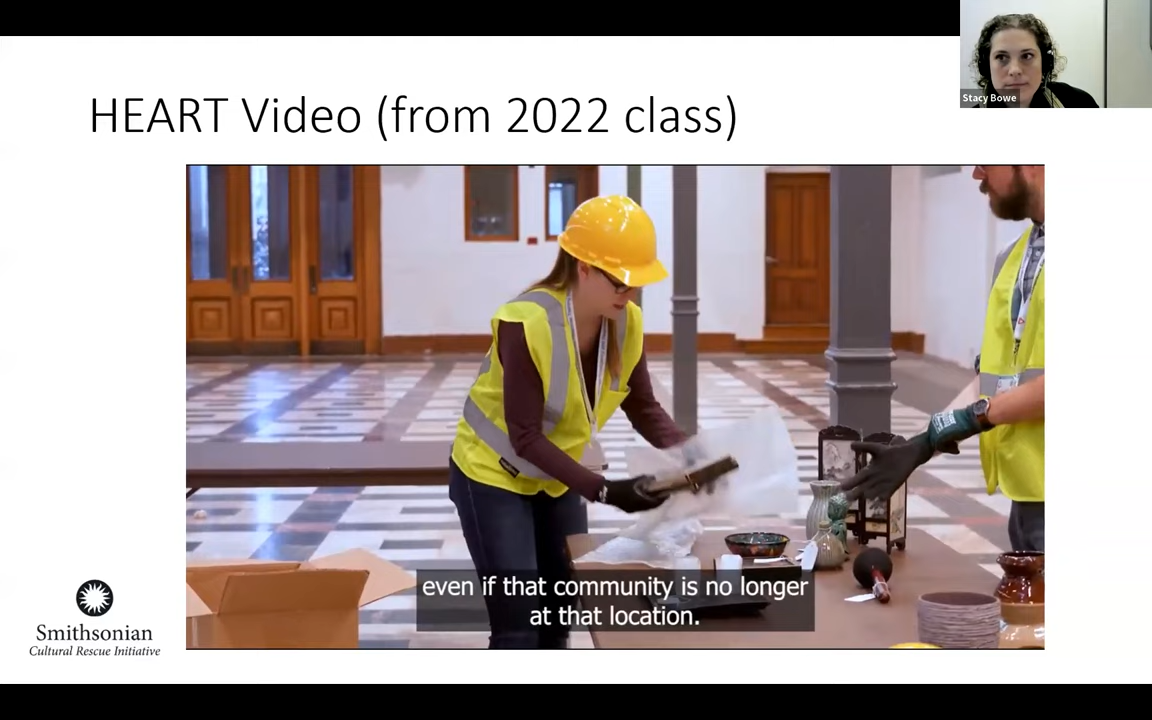 Stacy Bowe
HEART Video (from 2022 class)
even if that community is no longer
at that location.
Smithsonian
Cultural Rescue Initiative